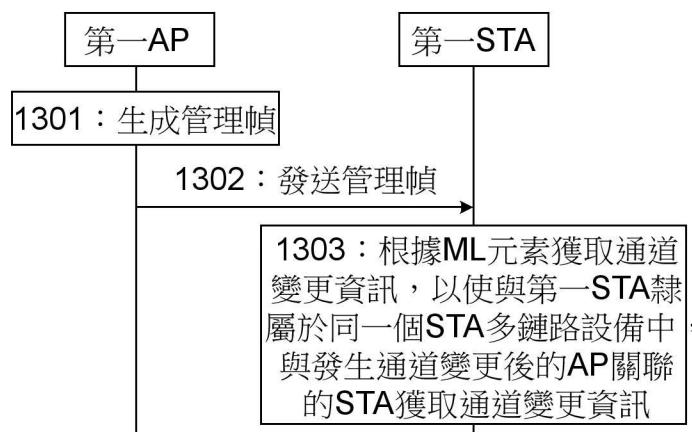 第一AP
第一STA
1301：生成管理幀
1302：發送管理幀
1303：根據ML元素獲取通道
變更資訊，以使與第一STA隸
屬於同一個STA多鏈路設備中，
與發生通道變更後的AP關聯
的STA獲取通道變更資訊